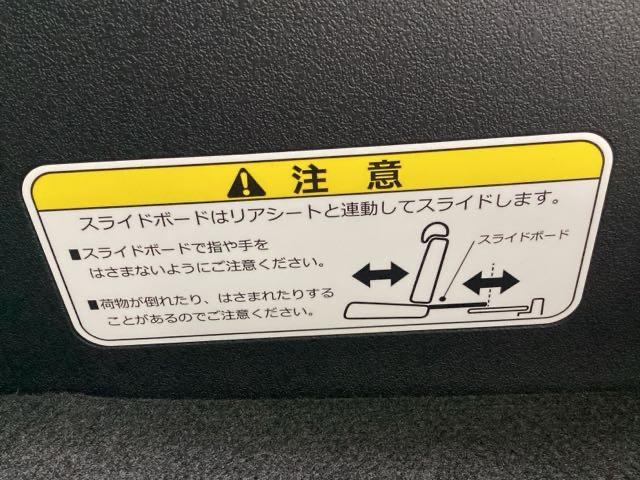 注意
スライドボードはリアシートと連動してスライドします。
■スライドボードで指や手を
はさまないようにご注意ください。
■荷物が倒れたり、はさまれたりする
ことがあるのでご注意ください。
スライドボード